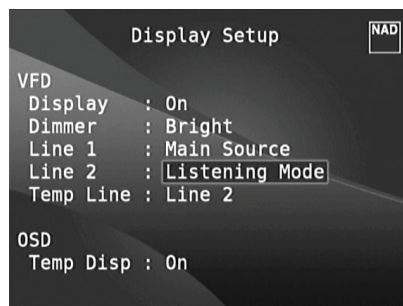 Display Setup
NAD
VFD
Display : On
Dimmer : Bright
Line 1 : Main Source
Line 2 : Listening Mode
Temp Line : Line 2
OSD
Temp Disp : On